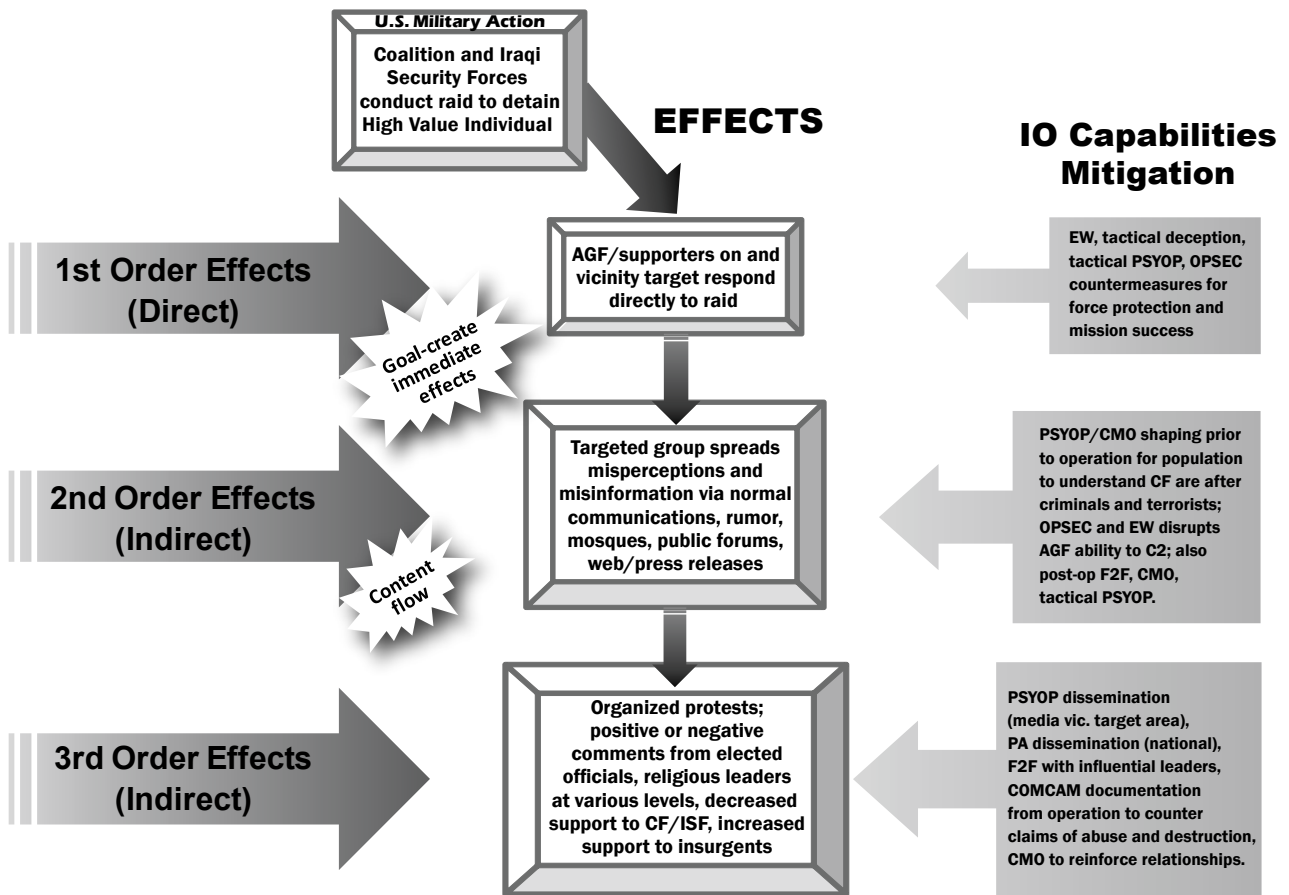 U.S. Military Action
Coalition and Iraqi
Security Forces
conduct raid to detain
High Value Individual
EFFECTS
IO Capabilities
Mitigation
1st Order Effects
(Direct)
Goal-create
immediate
effects
AGF/supporters on and
vicinity target respond
directly to raid
EW, tactical deception,
tactical PSYOP, OPSEC
countermeasures for
force protection and
mission success
2nd Order Effects
(Indirect)
Content
flow
Targeted group spreads
misperceptions and
misinformation via normal
communications, rumor,
mosques, public forums,
web/press releases
PSYOP/CMO shaping prior
to operation for population
to understand CF are after
criminals and terrorists;
OPSEC and EW disrupts
AGF ability to C2; also
post-op F2F, CMO,
tactical PSYOP.
3rd Order Effects
(Indirect)
Organized protests;
positive or negative
comments from elected
officials, religious leaders
at various levels, decreased
support to CF/ISF, increased
support to insurgents
PSYOP dissemination
(media vic. target area),
PA dissemination (national),
F2F with influential leaders,
COMCAM documentation
from operation to counter
claims of abuse and destruction,
CMO to reinforce relationships.